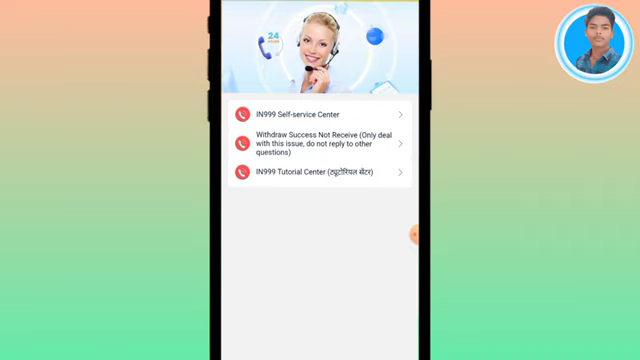 24
IN999 Self-service Center
Withdraw Success Not Receive (Only deal
with this issue, do not reply to other
questions)
IN999 Tutorial Center (ट्यूटोरियल सेंटर)